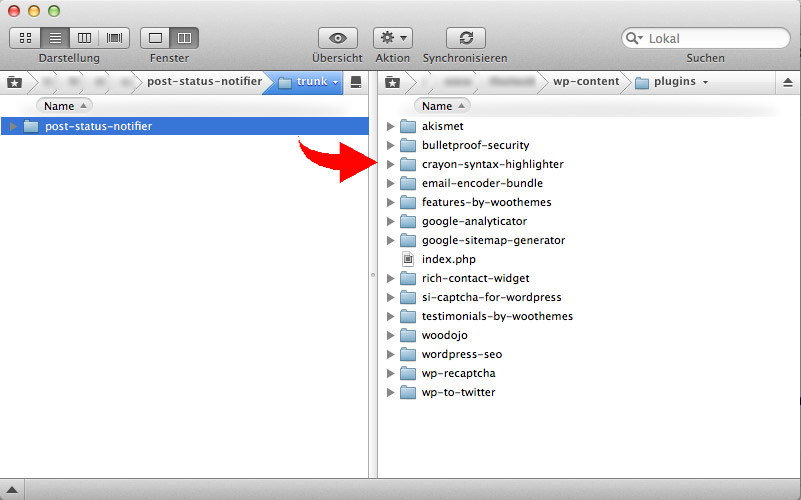 Lokal
Darstellung Fenster Übersicht Aktion Synchronisieren Suchen
post-status-notifier trunk wp-content plugins
Name Name
post-status-notifier
akismet
bulletproof-security
crayon-syntax-highlighter
email-encoder-bundle
features-by-woothemes
google-analyticator
google-sitemap-generator
index.php
rich-contact-widget
si-captcha-for-wordpress
testimonials-by-woothemes
woodojo
wordpress-seo
wp-recaptcha
wp-to-twitter